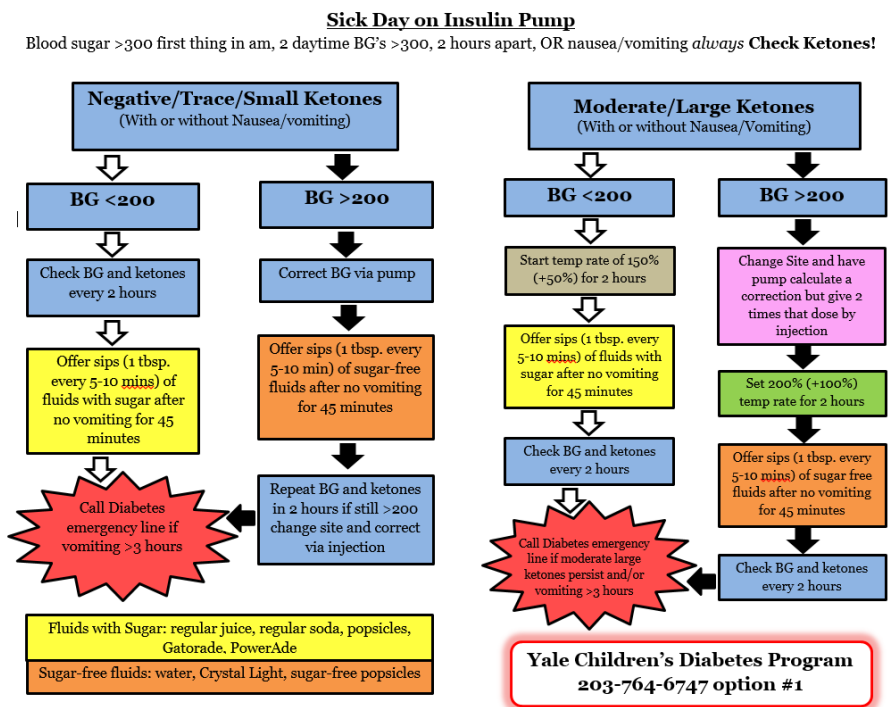 Sick Day on Insulin Pump
Blood sugar >300 first thing in am, 2 daytime BG's >300, 2 hours apart, OR nausea/vomiting always Check Ketones!
Negative/Trace/Small Ketones
(With or without Nausea/vomiting)
BG <200
Check BG and ketones
every 2 hours
Offer sips (1 tbsp.
every 5-10 mins) of
fluids with sugar after
no vomiting for 45
minutes
BG >200
Correct BG via pump
Offer sips (1 tbsp. every
5-10 min) of sugar-free
fluids after no vomiting
for 45 minutes
Repeat BG and ketones
in 2 hours if still >200
change site and correct
via injection
Call Diabetes
emergency line if
vomiting >3 hours
Fluids with Sugar: regular juice, regular soda, popsicles,
Gatorade, PowerAde
Sugar-free fluids: water, Crystal Light, sugar-free popsicles
Moderate/Large Ketones
(With or without Nausea/Vomiting)
BG <200
Start temp rate of 150%
(+50%) for 2 hours
Offer sips (1 tbsp. every
5-10 mins) of fluids with
sugar after no vomiting
for 45 minutes
Check BG and ketones
every 2 hours
BG >200
Change Site and have
pump calculate a
correction but give 2
times that dose by
injection
Set 200% (+100%)
temp rate for 2 hours
Offer sips (1 tbsp. every
5-10 mins) of sugar free
fluids after no vomiting for
45 minutes
Check BG and ketones
every 2 hours
Call Diabetes emergency
line if moderate large
ketones persist and/or
vomiting >3 hours
Yale Children's Diabetes Program
203-764-6747 option #1